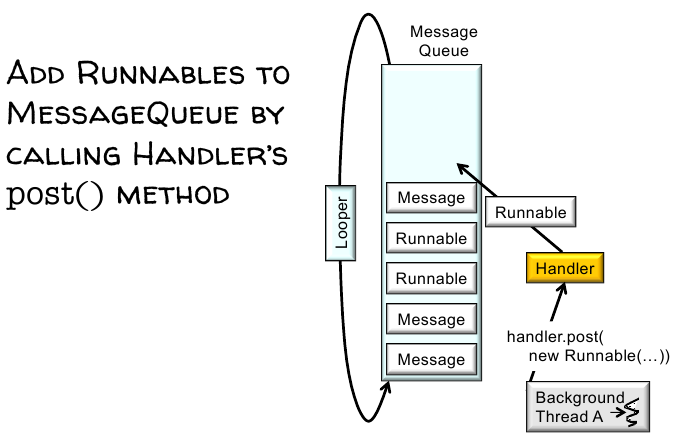 Add Runnables to
MessageQueue by
calling Handler's
post() method
Message
Queue
Looper
Message
Runnable
Runnable
Message
Message
Runnable
Handler
handler.post(
new Runnable(...))
Background
Thread A